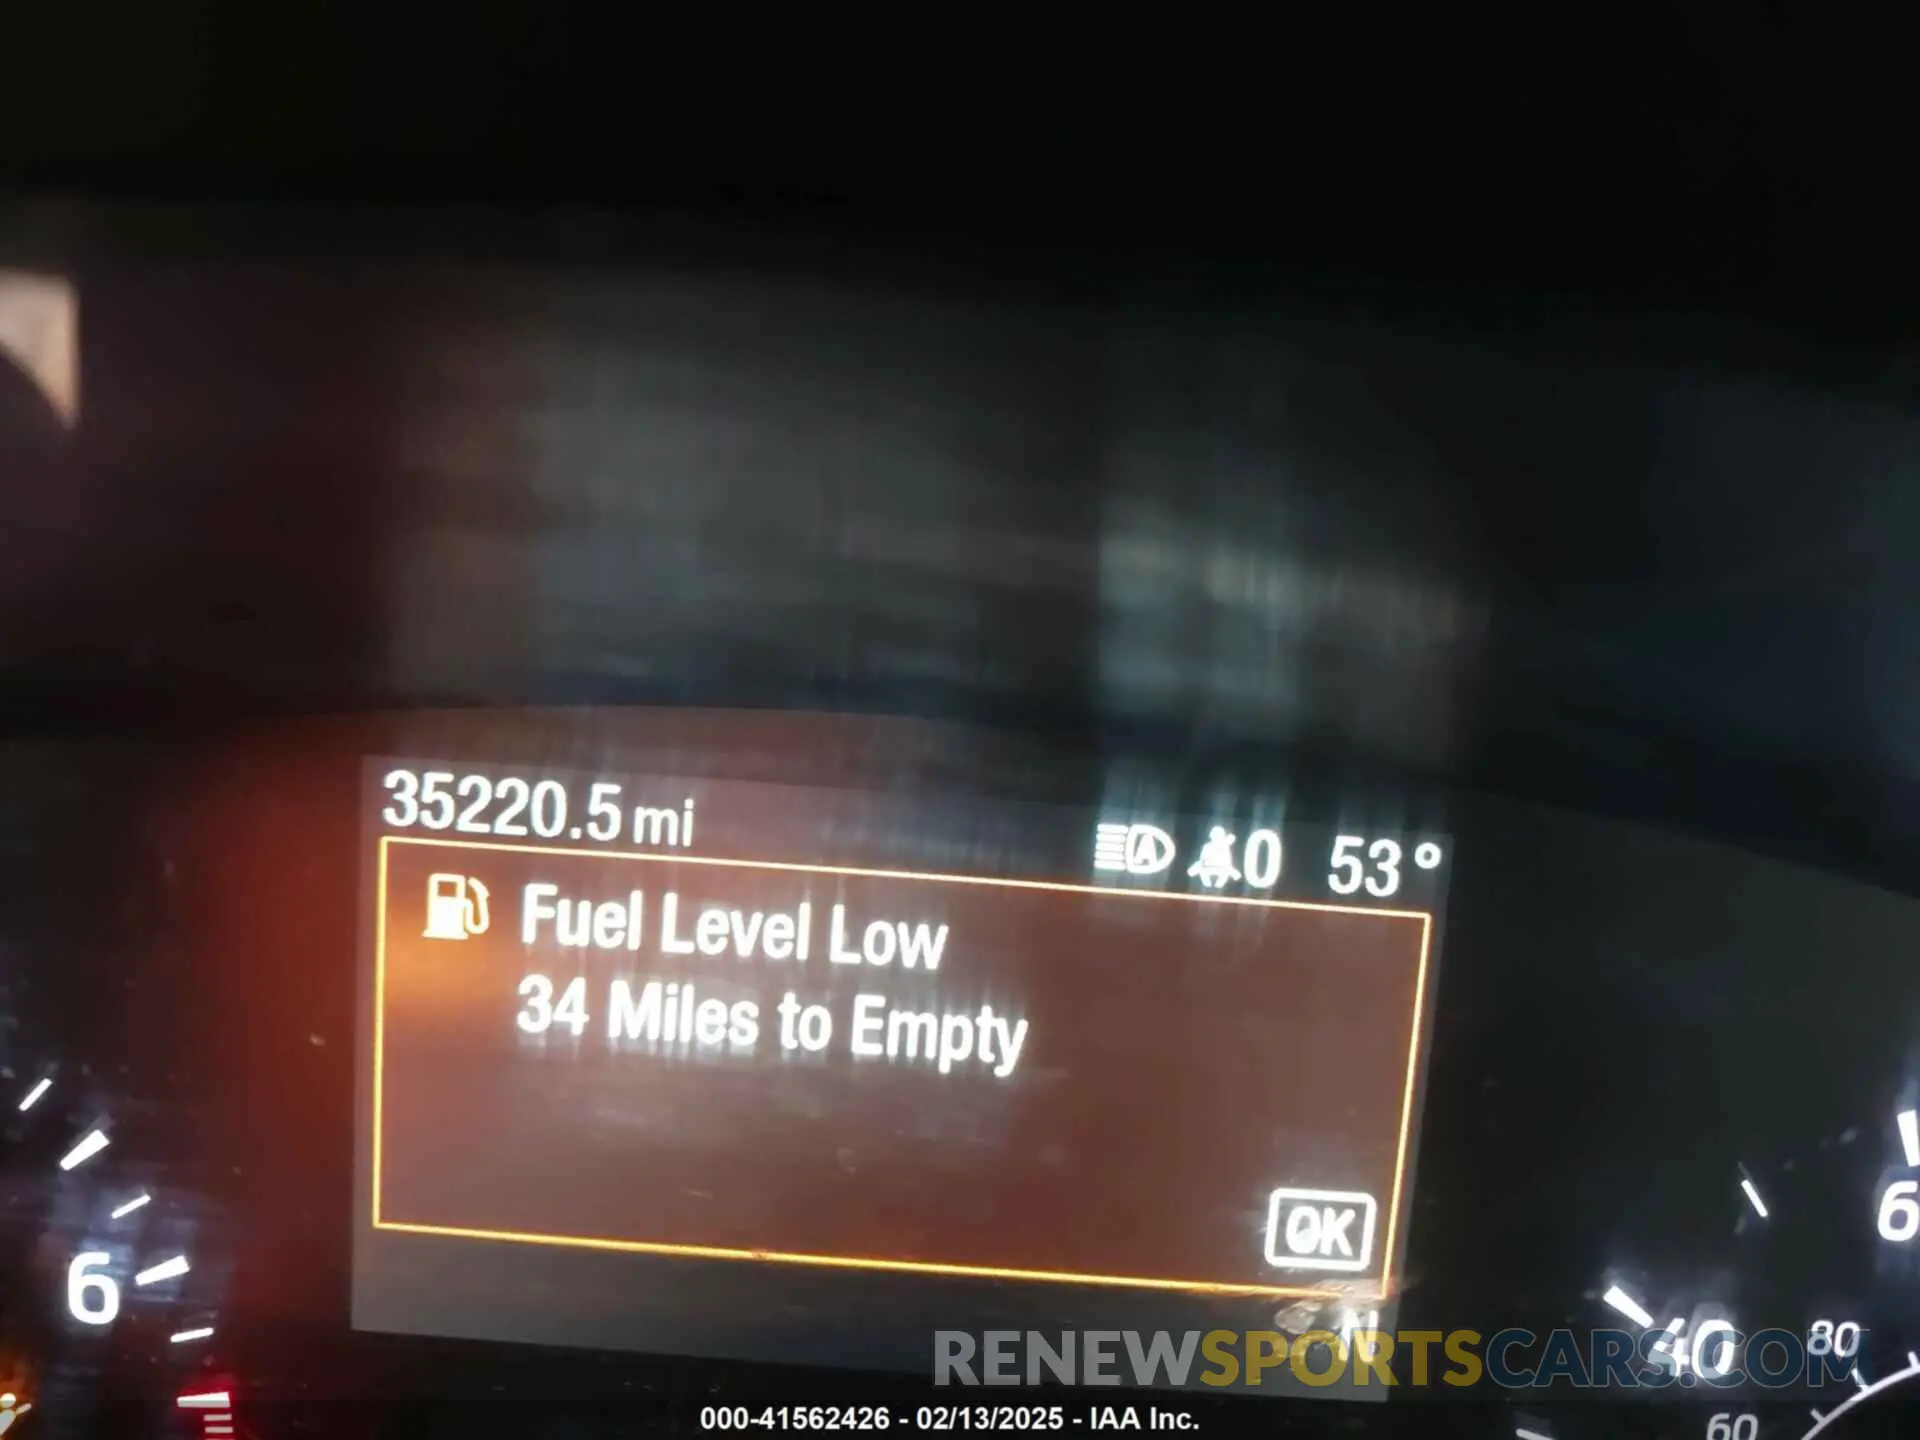 35220.5 mi
0 53°
Fuel Level Low
34 Miles to Empty
OK
N
6
6
40
80
60
RENEWSPORTSCARS.COM
000-41562426 - 02/13/2025 - IAA Inc.